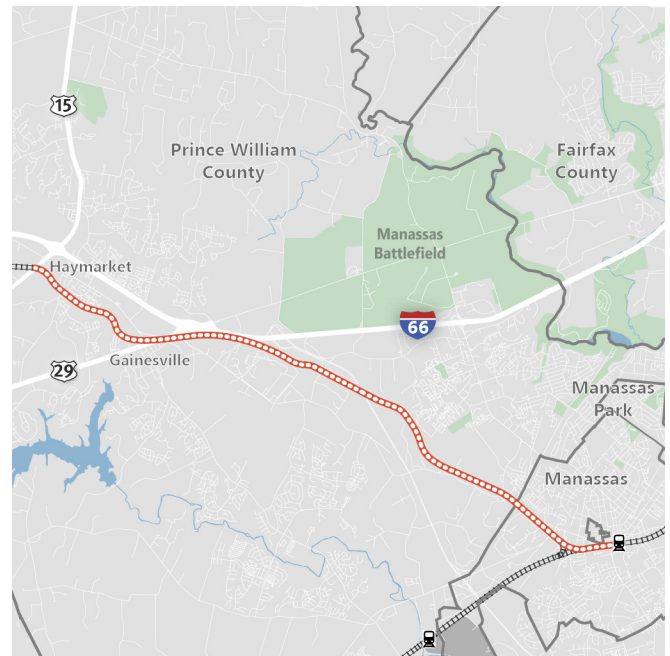 15
Prince William
County
Fairfax
County
Manassas
Battlefield
Haymarket
66
Gainesville
29
Manassas
Park
Manassas